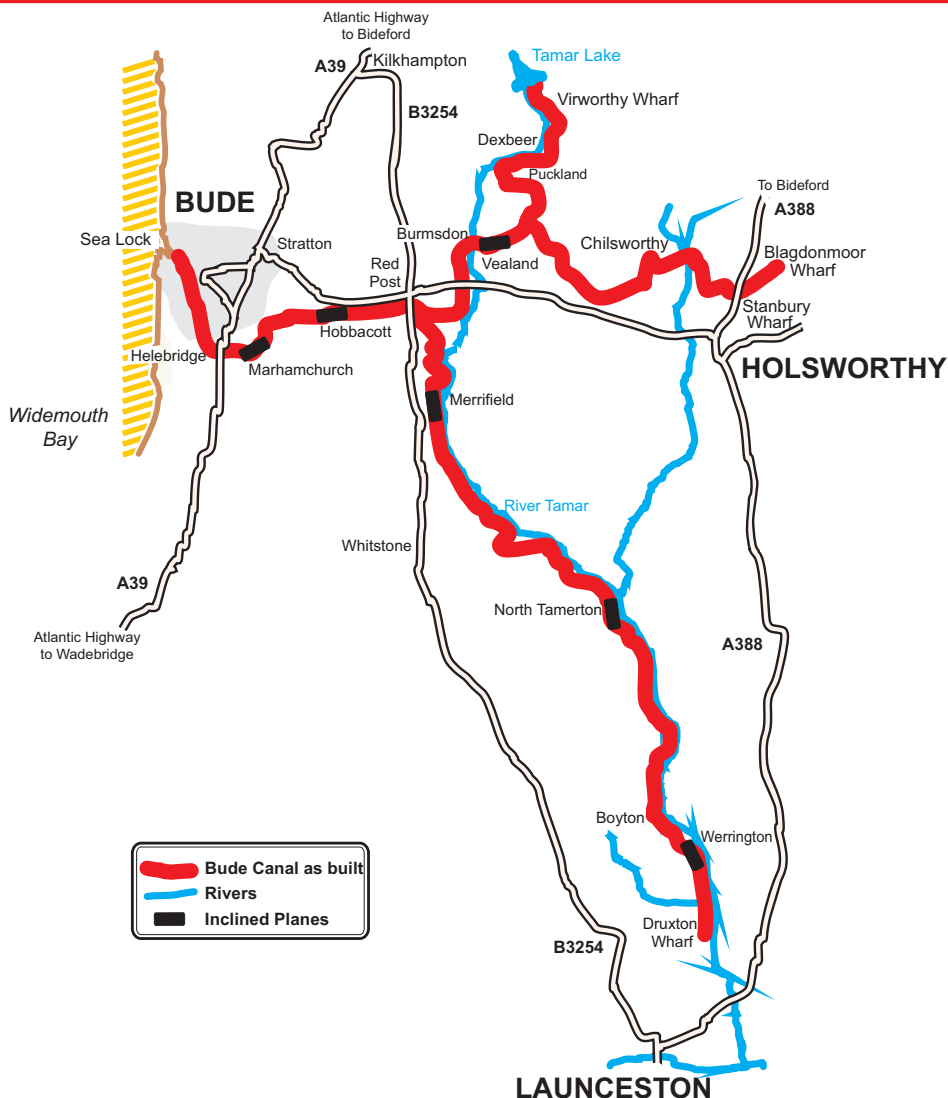 Atlantic Highway
to Bideford
A39
Kilkhampton
B3254
Tamar Lake
Virworthy Wharf
Dexbeer
Puckland
To Bideford
A388
BUDE
Sea Lock
Stratton
Burmsdon
Vealand
Chilsworthy
Blagdonmoor
Wharf
Red
Post
Stanbury
Wharf
Hobbacott
Helebridge
Marhamchurch
HOLSWORTHY
Widemouth
Bay
Merrifield
River Tamar
Whitstone
A39
North Tamerton
Atlantic Highway
to Wadebridge
A388
Boyton
Werrington
Bude Canal as built
Rivers
Inclined Planes
Druxton
Wharf
B3254
LAUNCESTON